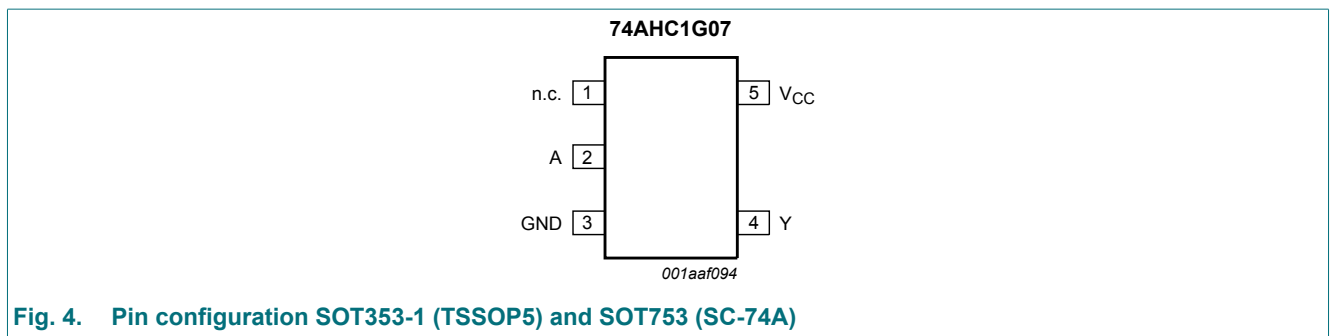 74AHC1G07
n.c. 1
5 VCC
A 2
GND 3
4 Y
001aaf094
Fig. 4. Pin configuration SOT353-1 (TSSOP5) and SOT753 (SC-74A)